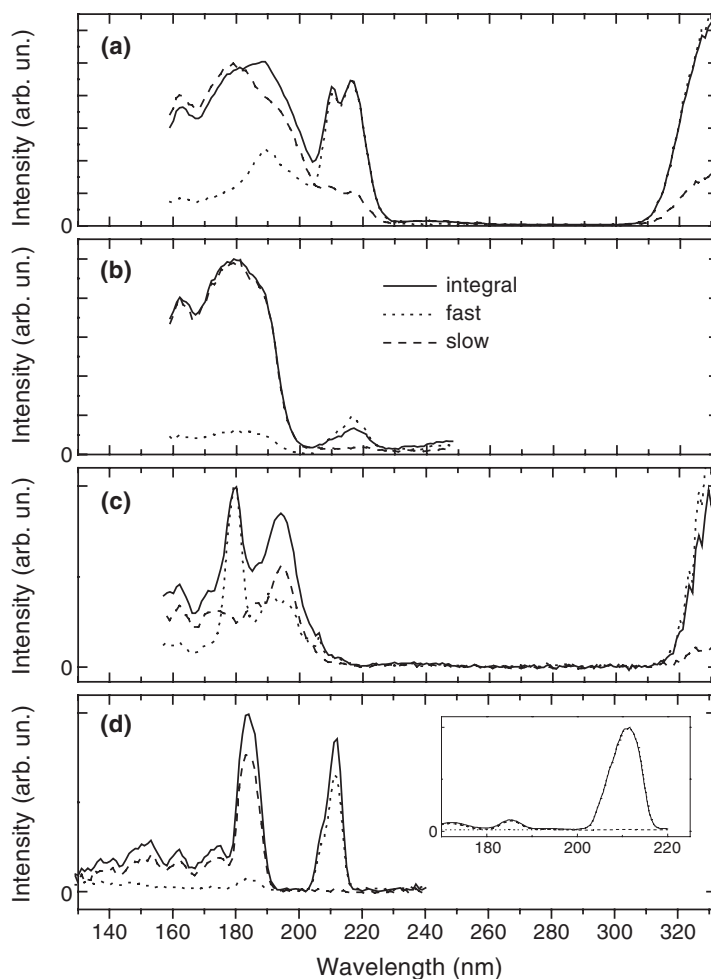 (a)
Intensity (arb. un.)
0
(b)
Intensity (arb. un.)
0
integral
fast
slow
(c)
Intensity (arb. un.)
0
(d)
Intensity (arb. un.)
0
0
180 200 220
140 160 180 200 220 240 260 280 300 320
Wavelength (nm)